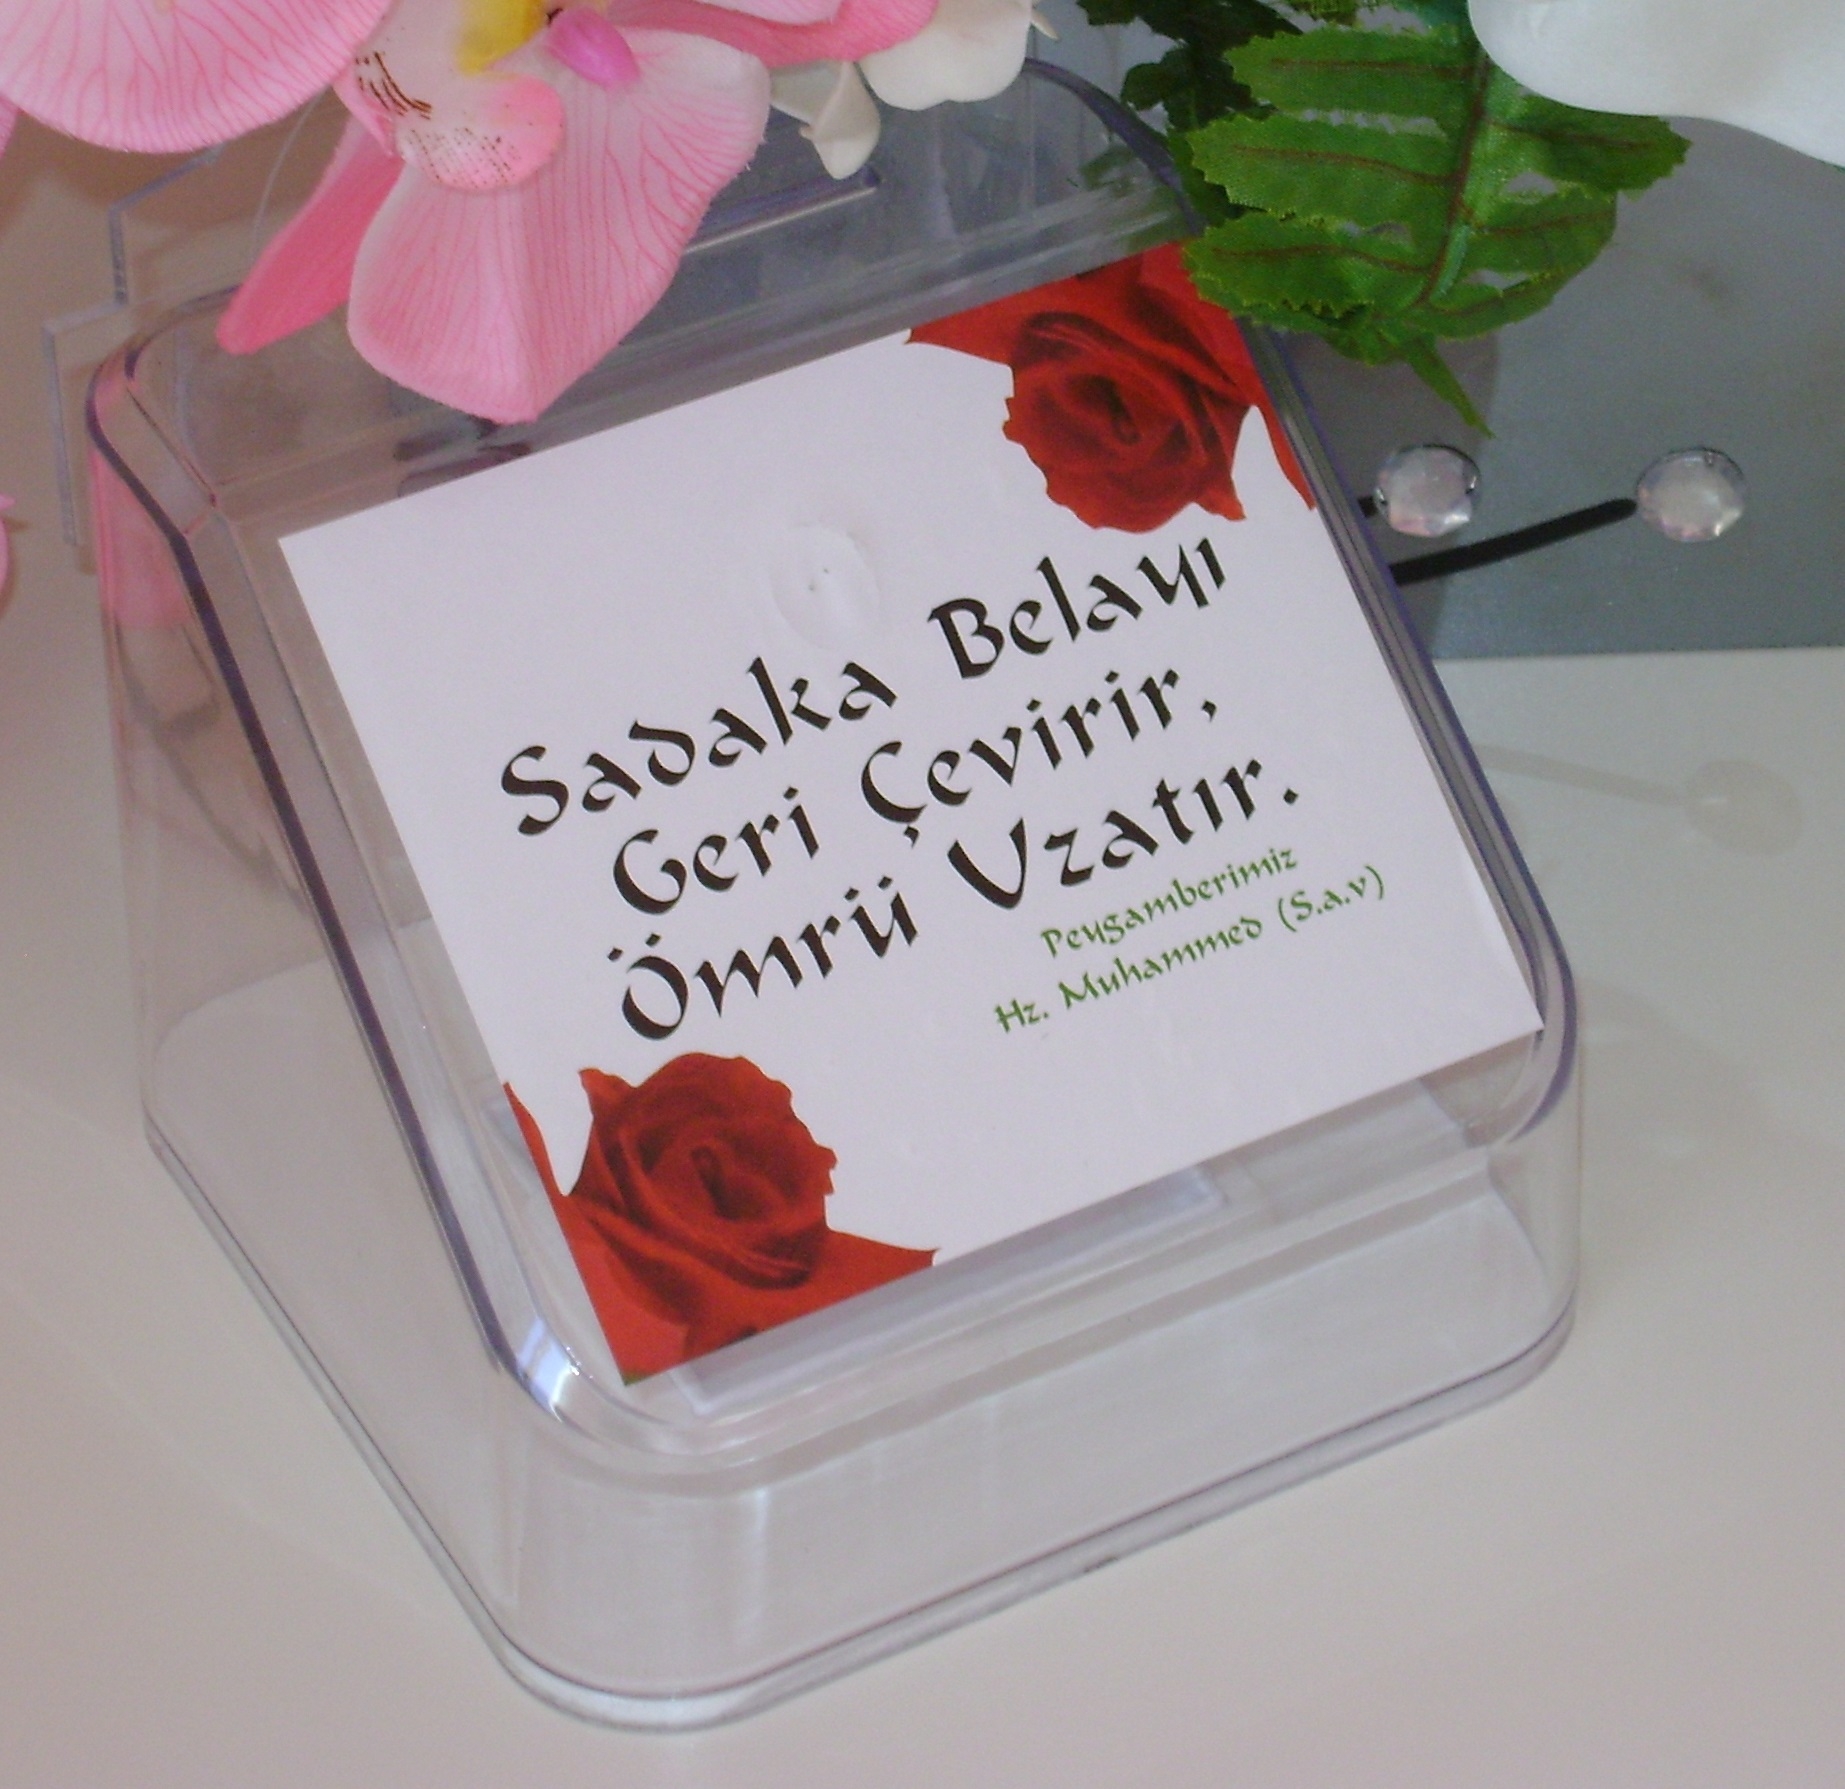 Sadaka Belayı
Geri Çevirir,
Ömrü Uzatır.
Peygamberimiz
Hz. Muhammed (S.a.v)